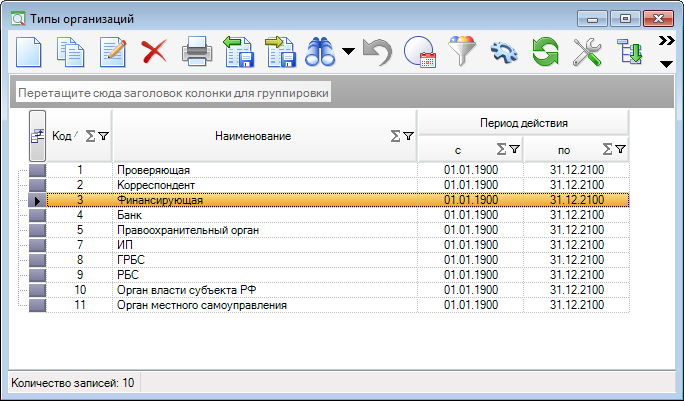 Типы организаций
Перетащите сюда заголовок колонки для группировки
Код Наименование Период действия
с по
1 Проверяющая 01.01.1900 31.12.2100
2 Корреспондент 01.01.1900 31.12.2100
3 Финансирующая 01.01.1900 31.12.2100
4 Банк 01.01.1900 31.12.2100
5 Правоохранительный орган 01.01.1900 31.12.2100
7 ИП 01.01.1900 31.12.2100
8 ГРБС 01.01.1900 31.12.2100
9 РБС 01.01.1900 31.12.2100
10 Орган власти субъекта РФ 01.01.1900 31.12.2100
11 Орган местного самоуправления 01.01.1900 31.12.2100
Количество записей: 10